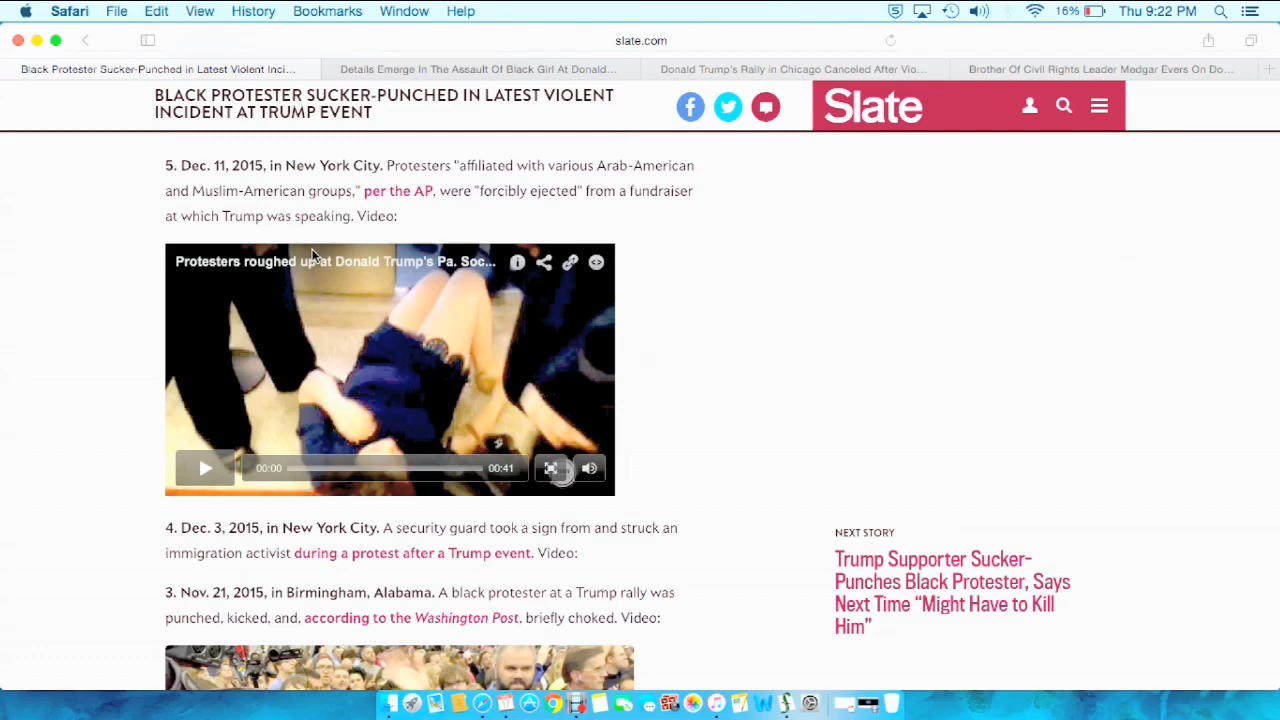 Safari File Edit View History Bookmarks Window Help 16% Thu 9:22 PM
slate.com
Black Protester Sucker-Punched in Latest Violent Inci... Details Emerge In The Assault Of Black Girl At Donald... Donald Trump's Rally in Chicago Canceled After Vio... Brother Of Civil Rights Leader Medgar Evers On Do...
BLACK PROTESTER SUCKER-PUNCHED IN LATEST VIOLENT
INCIDENT AT TRUMP EVENT
Slate
5. Dec. 11, 2015, in New York City. Protesters "affiliated with various Arab-American
and Muslim-American groups," per the AP, were "forcibly ejected" from a fundraiser
at which Trump was speaking. Video:
Protesters roughed up at Donald Trump's Pa. Soc...
00:00 00:41
4. Dec. 3, 2015, in New York City. A security guard took a sign from and struck an
immigration activist during a protest after a Trump event. Video:
3. Nov. 21, 2015, in Birmingham, Alabama. A black protester at a Trump rally was
punched, kicked, and, according to the Washington Post, briefly choked. Video:
NEXT STORY
Trump Supporter Sucker-
Punches Black Protester, Says
Next Time “Might Have to Kill
Him”